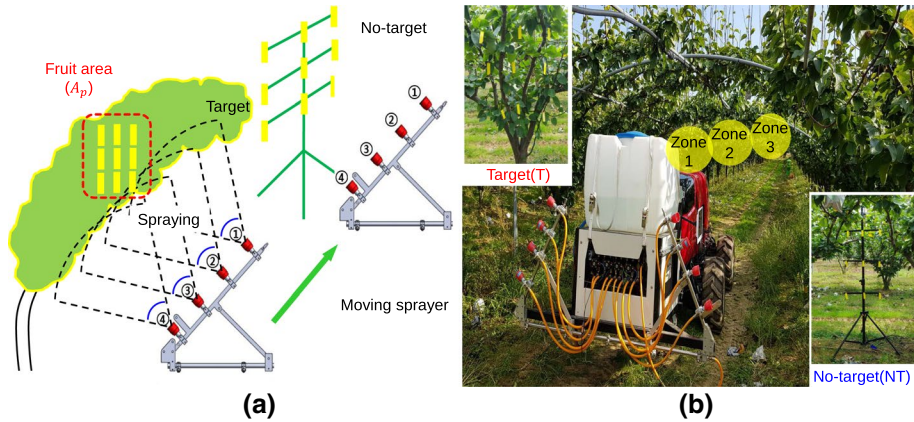 No-target
Fruit area
(A_p)
Target
①
②
③
④
Spraying
①
②
③
④
Moving sprayer
(a)
Target(T)
Zone
1
Zone
2
Zone
3
No-target(NT)
(b)